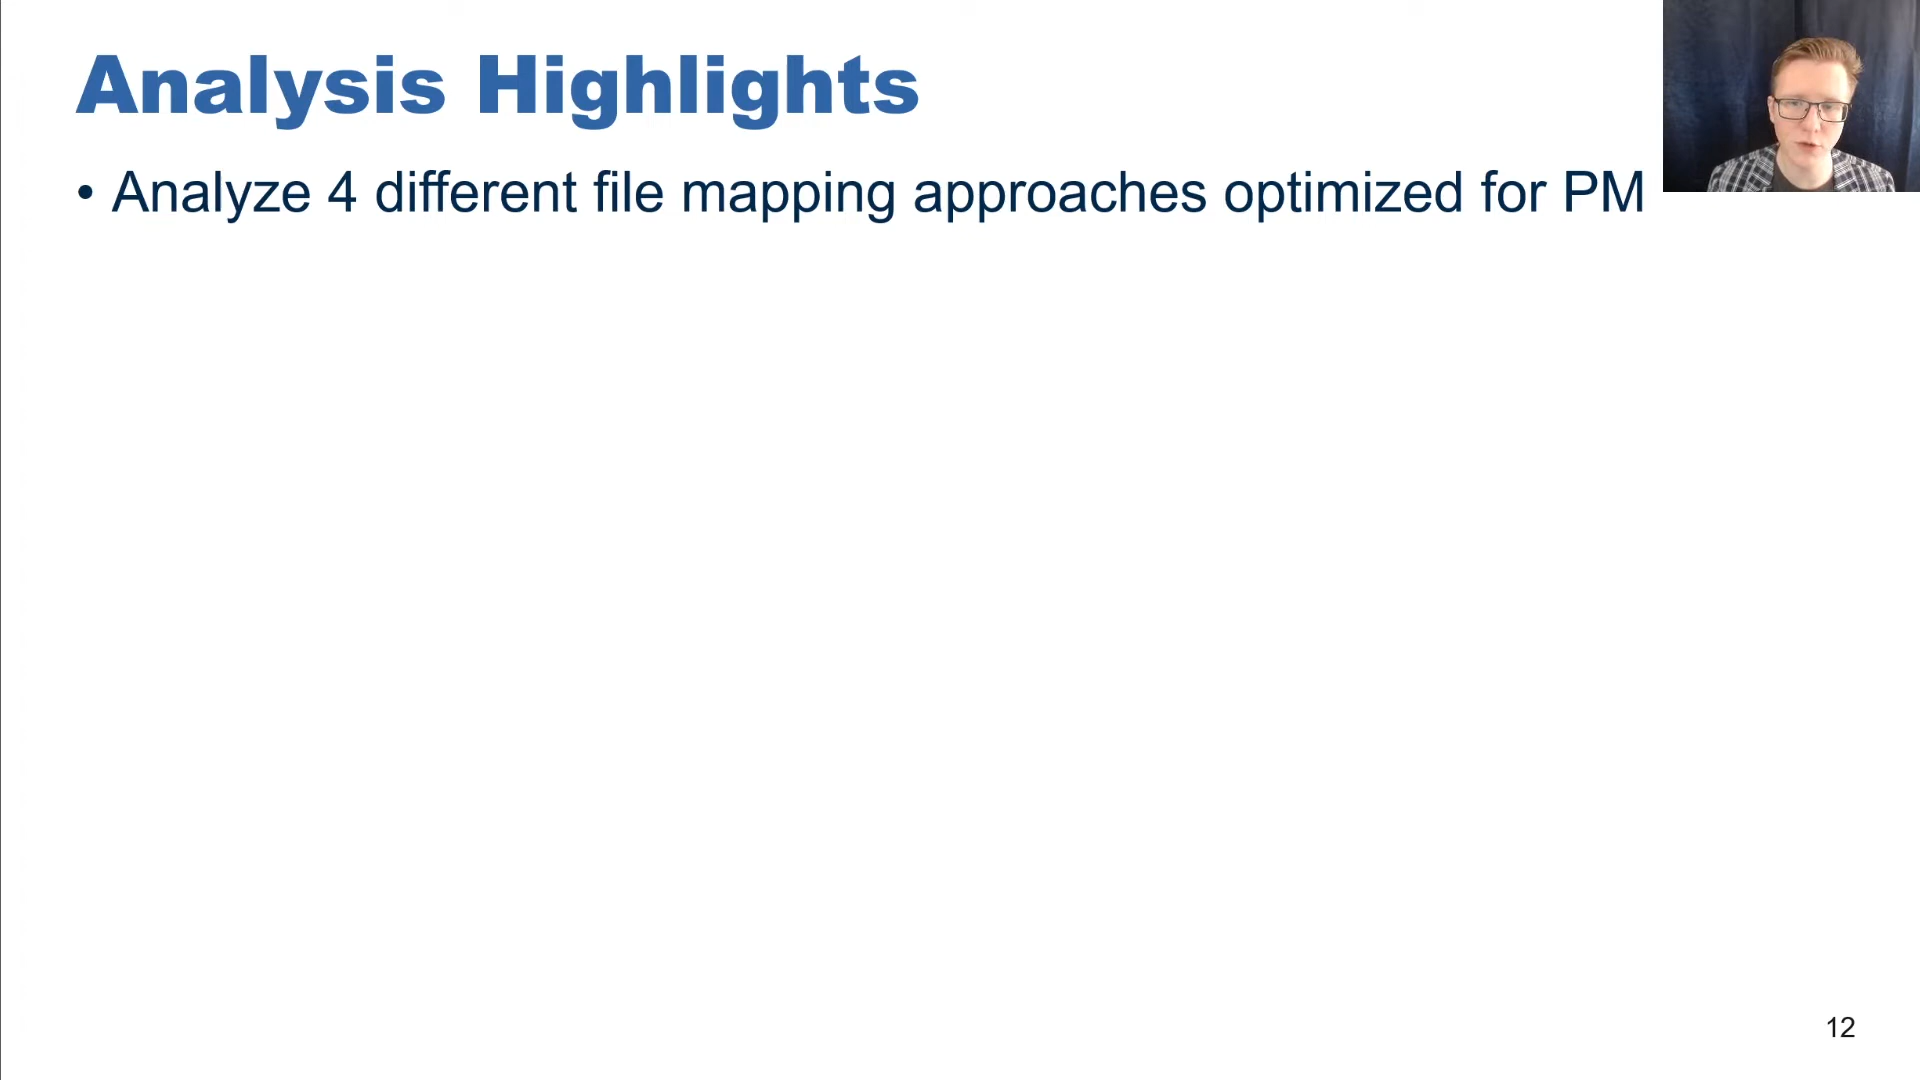 Analysis Highlights
• Analyze 4 different file mapping approaches optimized for PM
12